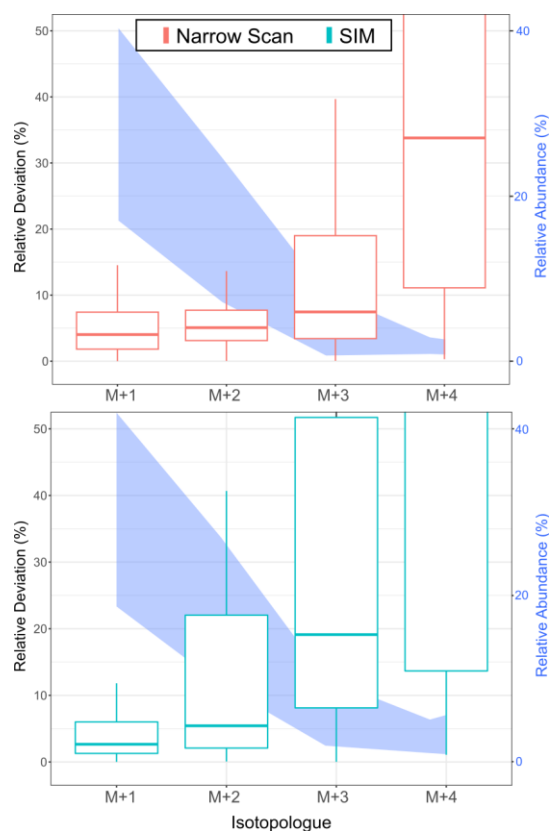 Narrow Scan SIM
Relative Deviation (%)
50
40
30
20
10
0
Relative Abundance (%)
40
20
0
M+1 M+2 M+3 M+4
Relative Deviation (%)
50
40
30
20
10
0
Relative Abundance (%)
40
20
0
M+1 M+2 M+3 M+4
Isotopologue